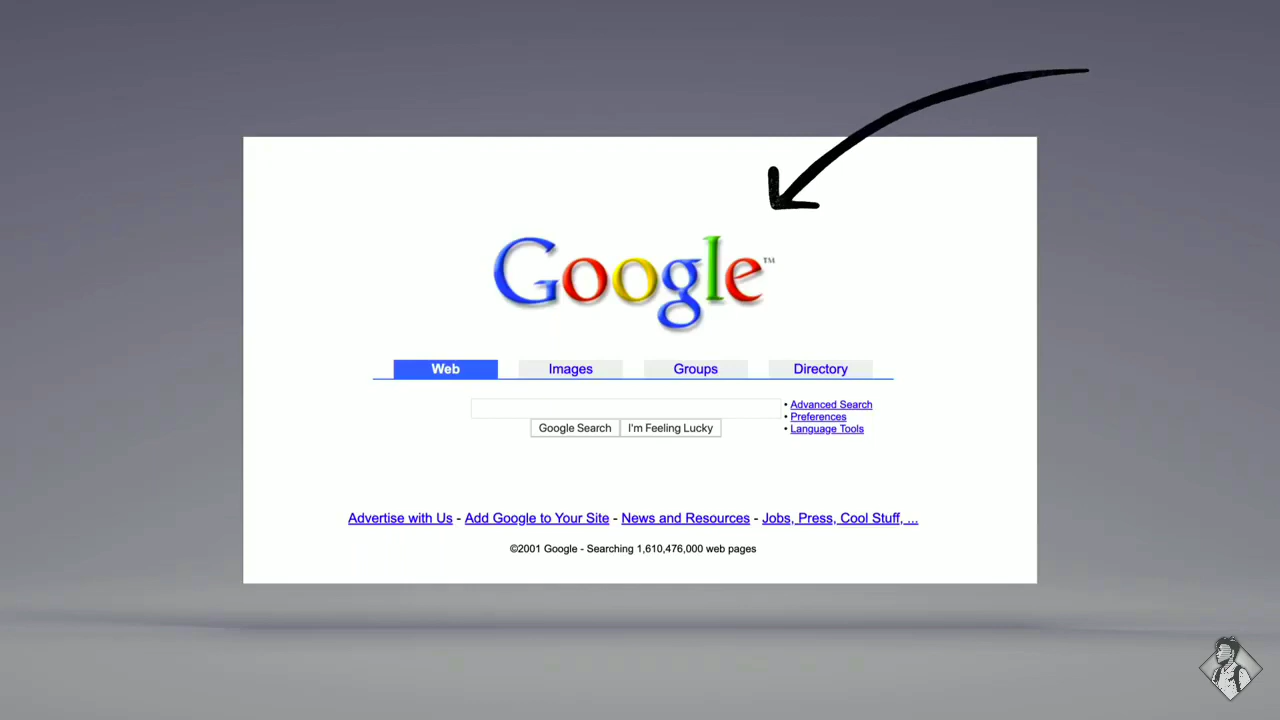 Google™
Web Images Groups Directory
• Advanced Search
• Preferences
• Language Tools
Google Search I'm Feeling Lucky
Advertise with Us - Add Google to Your Site - News and Resources - Jobs, Press, Cool Stuff, ...
©2001 Google - Searching 1,610,476,000 web pages